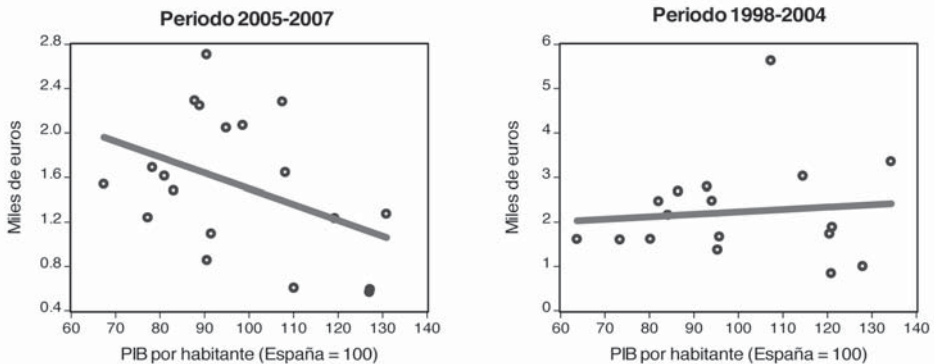 Periodo 2005-2007
Miles de euros
2.8
2.4
2.0
1.6
1.2
0.8
0.4
60 70 80 90 100 110 120 130 140
PIB por habitante (España = 100)
Periodo 1998-2004
Miles de euros
6
5
4
3
2
1
0
60 70 80 90 100 110 120 130 140
PIB por habitante (España = 100)